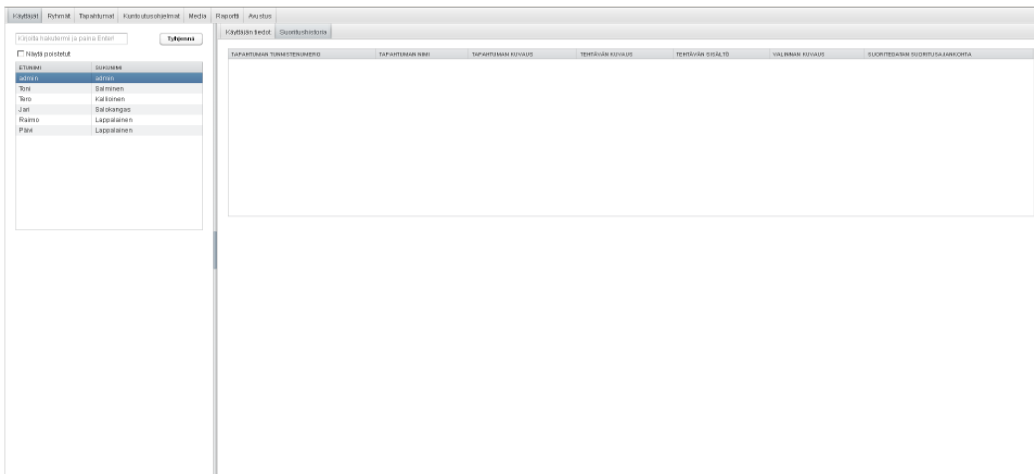 Käyttäjät Ryhmät Tapahtumat Kuntoutusohjelmat Media Raportti Avustus
Kirjoita hakutermi ja paina Enter!
Tyhjennä
Näytä poistetut
ETUNIMI SUKUNIMI
admin admin
Toni Salminen
Tero Kallioinen
Jari Salokangas
Raimo Lappalainen
Päivi Lappalainen
Käyttäjän tiedot Suoritushistoria
TAPAHTUMAN TUNNISTENUMERO TAPAHTUMAN NIMI TAPAHTUMAN KUVAUS TEHTÄVÄN KUVAUS TEHTÄVÄN SISÄLTÖ VALINNAN KUVAUS SUORITEDATAN SUORITUSAJANKOHTA